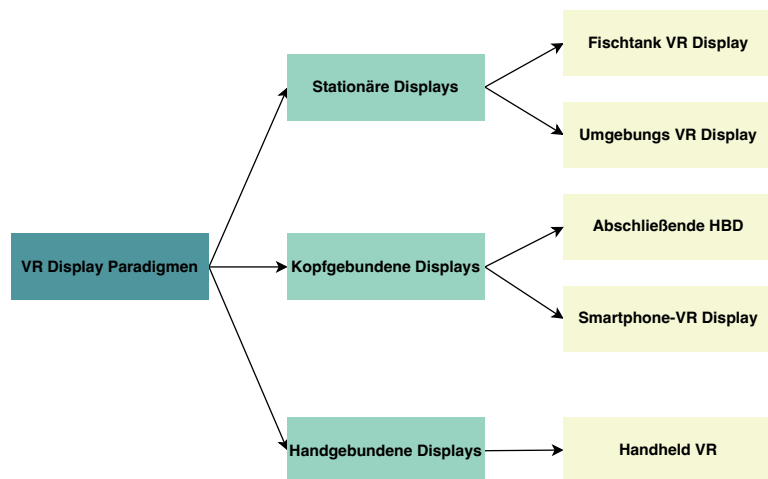 VR Display Paradigmen
Stationäre Displays
Fischtank VR Display
Umgebungs VR Display
Kopfgebundene Displays
Abschließende HBD
Smartphone-VR Display
Handgebundene Displays
Handheld VR